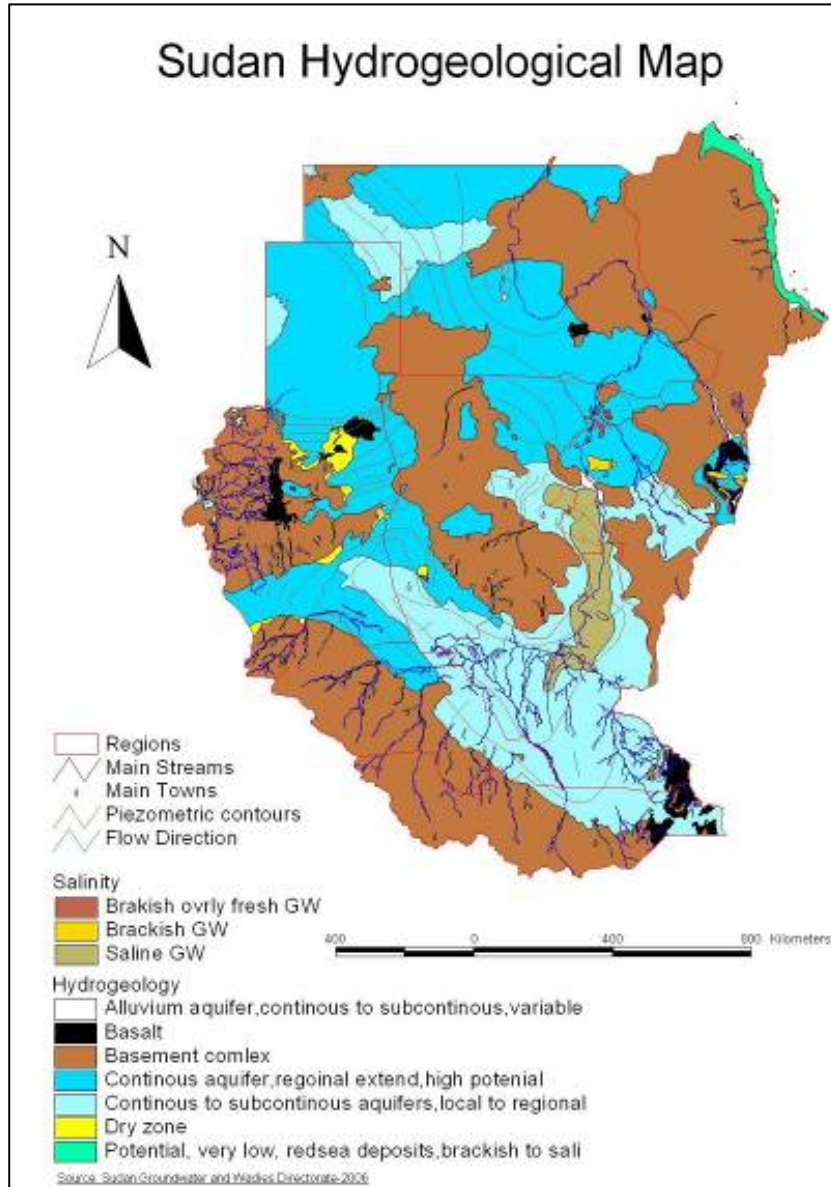 Sudan Hydrogeological Map
N
Regions
Main Streams
Main Towns
Piezometric contours
Flow Direction
Salinity
Brakish ovrly fresh GW
Brackish GW
Saline GW
400 0 400 800 Kilometers
Hydrogeology
Alluvium aquifer,continous to subcontinous,variable
Basalt
Basement comlex
Continous aquifer,regoinal extend,high potenial
Continous to subcontinous aquifers,local to regional
Dry zone
Potential, very low, redsea deposits,brackish to sali
Source: Sudan Groundwater and Wadies Directorate-2006